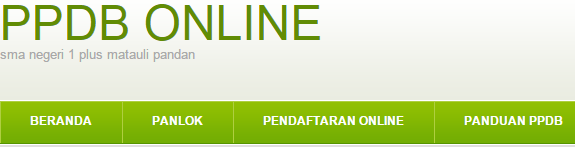 PPDB ONLINE
sma negeri 1 plus matauli pandan
BERANDA PANLOK PENDAFTARAN ONLINE PANDUAN PPDB